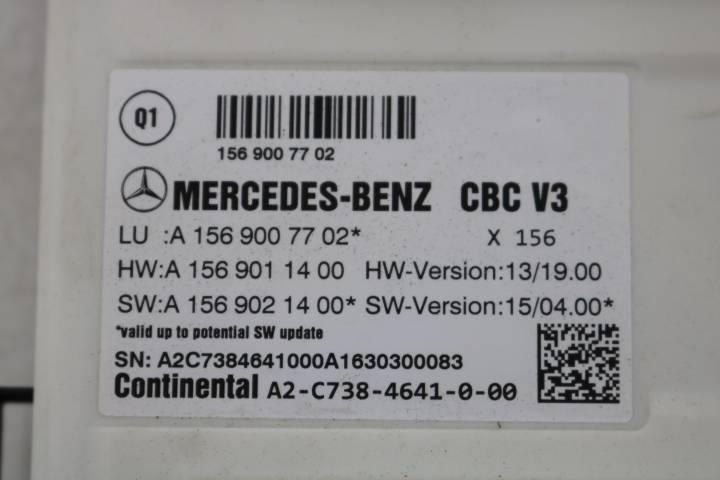 Q1
156 900 77 02
MERCEDES-BENZ CBC V3
LU :A 156 900 77 02* X 156
HW:A 156 901 14 00 HW-Version:13/19.00
SW:A 156 902 14 00* SW-Version:15/04.00*
*valid up to potential SW update
SN: A2C7384641000A1630300083
Continental A2-C738-4641-0-00